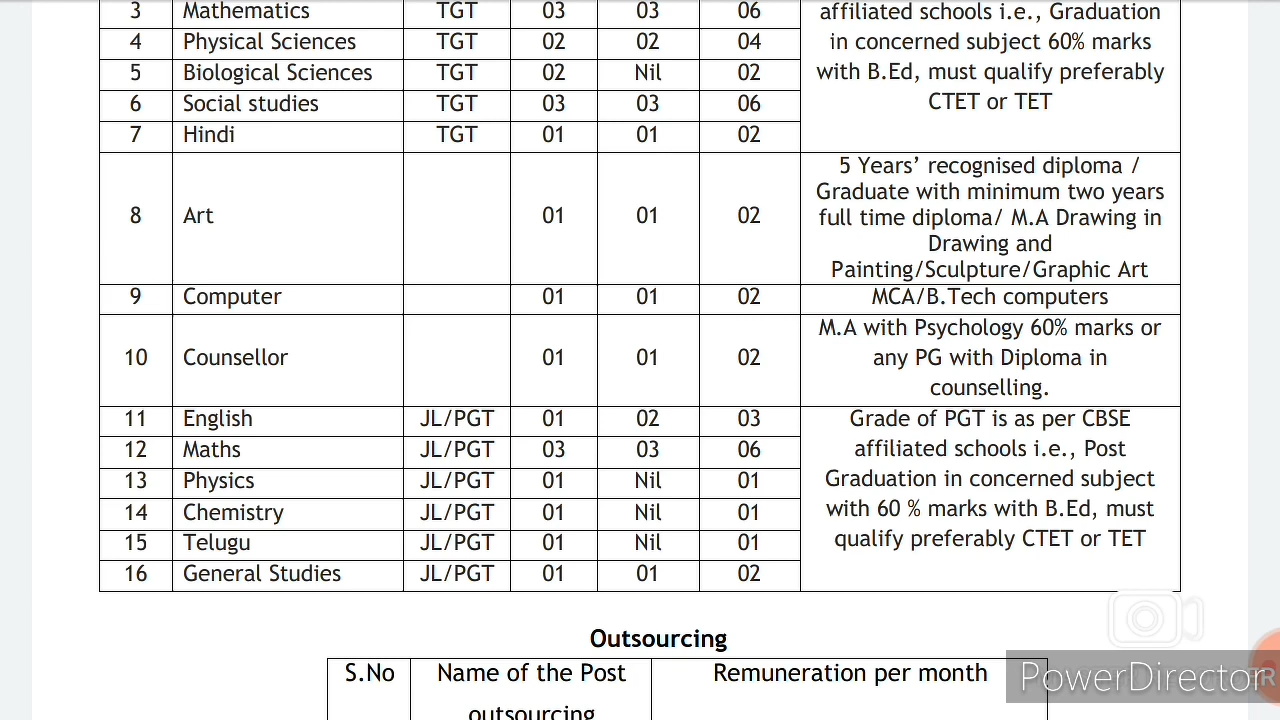 3 Mathematics TGT 03 03 06
4 Physical Sciences TGT 02 02 04
5 Biological Sciences TGT 02 Nil 02
6 Social studies TGT 03 03 06
7 Hindi TGT 01 01 02
affiliated schools i.e., Graduation
in concerned subject 60% marks
with B.Ed, must qualify preferably
CTET or TET
8 Art 01 01 02
5 Years’ recognised diploma /
Graduate with minimum two years
full time diploma/ M.A Drawing in
Drawing and
Painting/Sculpture/Graphic Art
9 Computer 01 01 02 MCA/B.Tech computers
10 Counsellor 01 01 02
M.A with Psychology 60% marks or
any PG with Diploma in
counselling.
11 English JL/PGT 01 02 03
12 Maths JL/PGT 03 03 06
13 Physics JL/PGT 01 Nil 01
14 Chemistry JL/PGT 01 Nil 01
15 Telugu JL/PGT 01 Nil 01
16 General Studies JL/PGT 01 01 02
Grade of PGT is as per CBSE
affiliated schools i.e., Post
Graduation in concerned subject
with 60 % marks with B.Ed, must
qualify preferably CTET or TET
Outsourcing
S.No Name of the Post Remuneration per month
outsourcing
PowerDirector